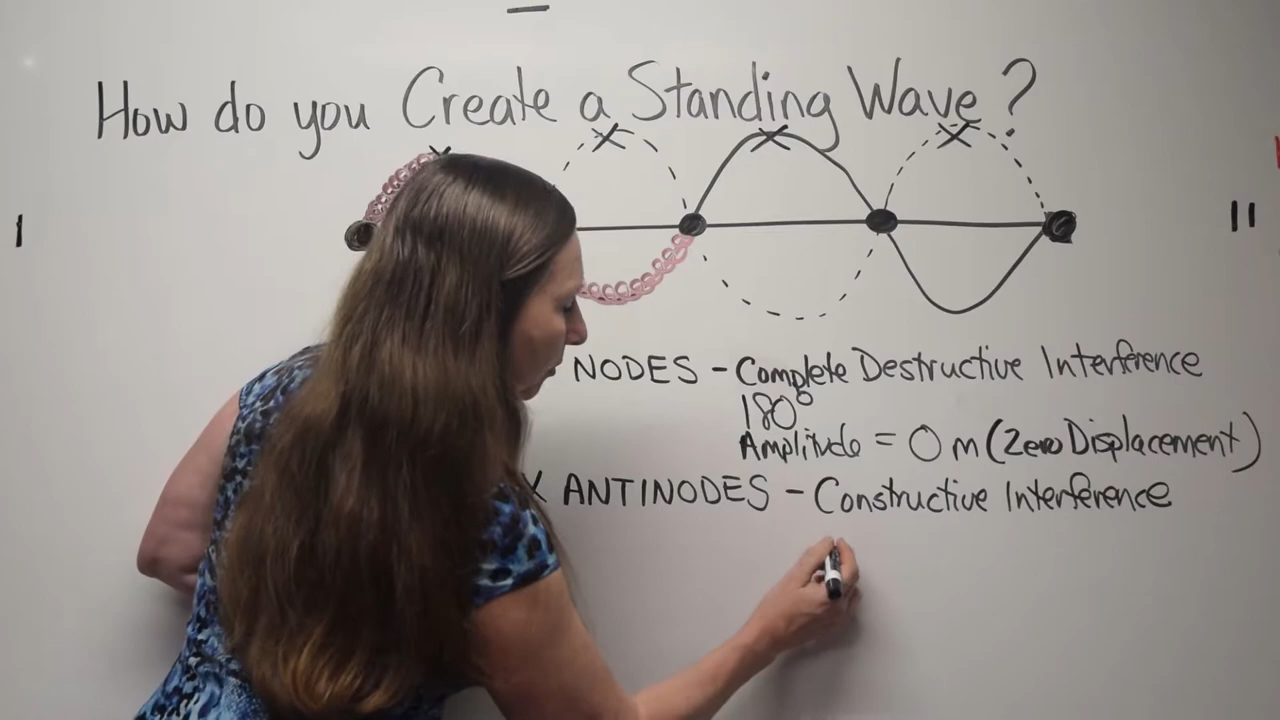 How do you Create a Standing Wave?
NODES - Complete Destructive Interference
180°
Amplitude = 0 m (Zero Displacement)
X ANTINODES - Constructive Interference